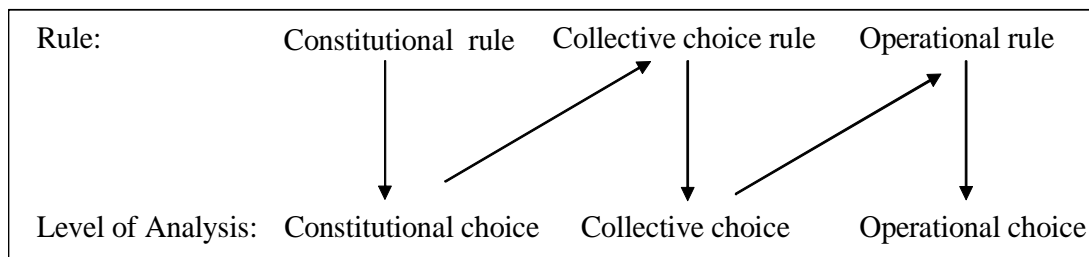 Rule: Constitutional rule Collective choice rule Operational rule
Level of Analysis: Constitutional choice Collective choice Operational choice